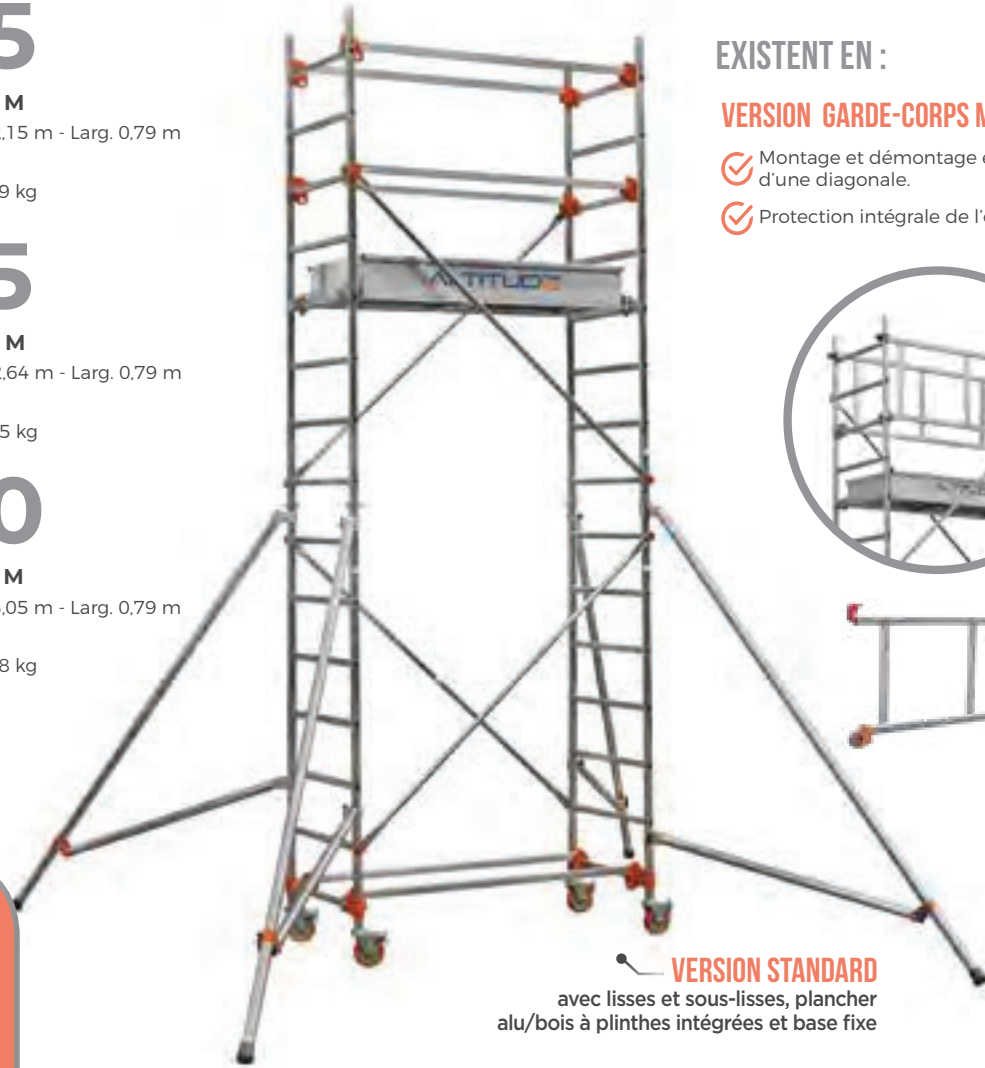 5
M
,15 m - Larg. 0,79 m
9 kg
5
M
2,64 m - Larg. 0,79 m
5 kg
0
M
,05 m - Larg. 0,79 m
8 kg
EXISTENT EN :
VERSION GARDE-CORPS M
Montage et démontage e
d'une diagonale.
Protection intégrale de l'
APTITUDE
VERSION STANDARD
avec lisses et sous-lisses, plancher
alu/bois à plinthes intégrées et base fixe